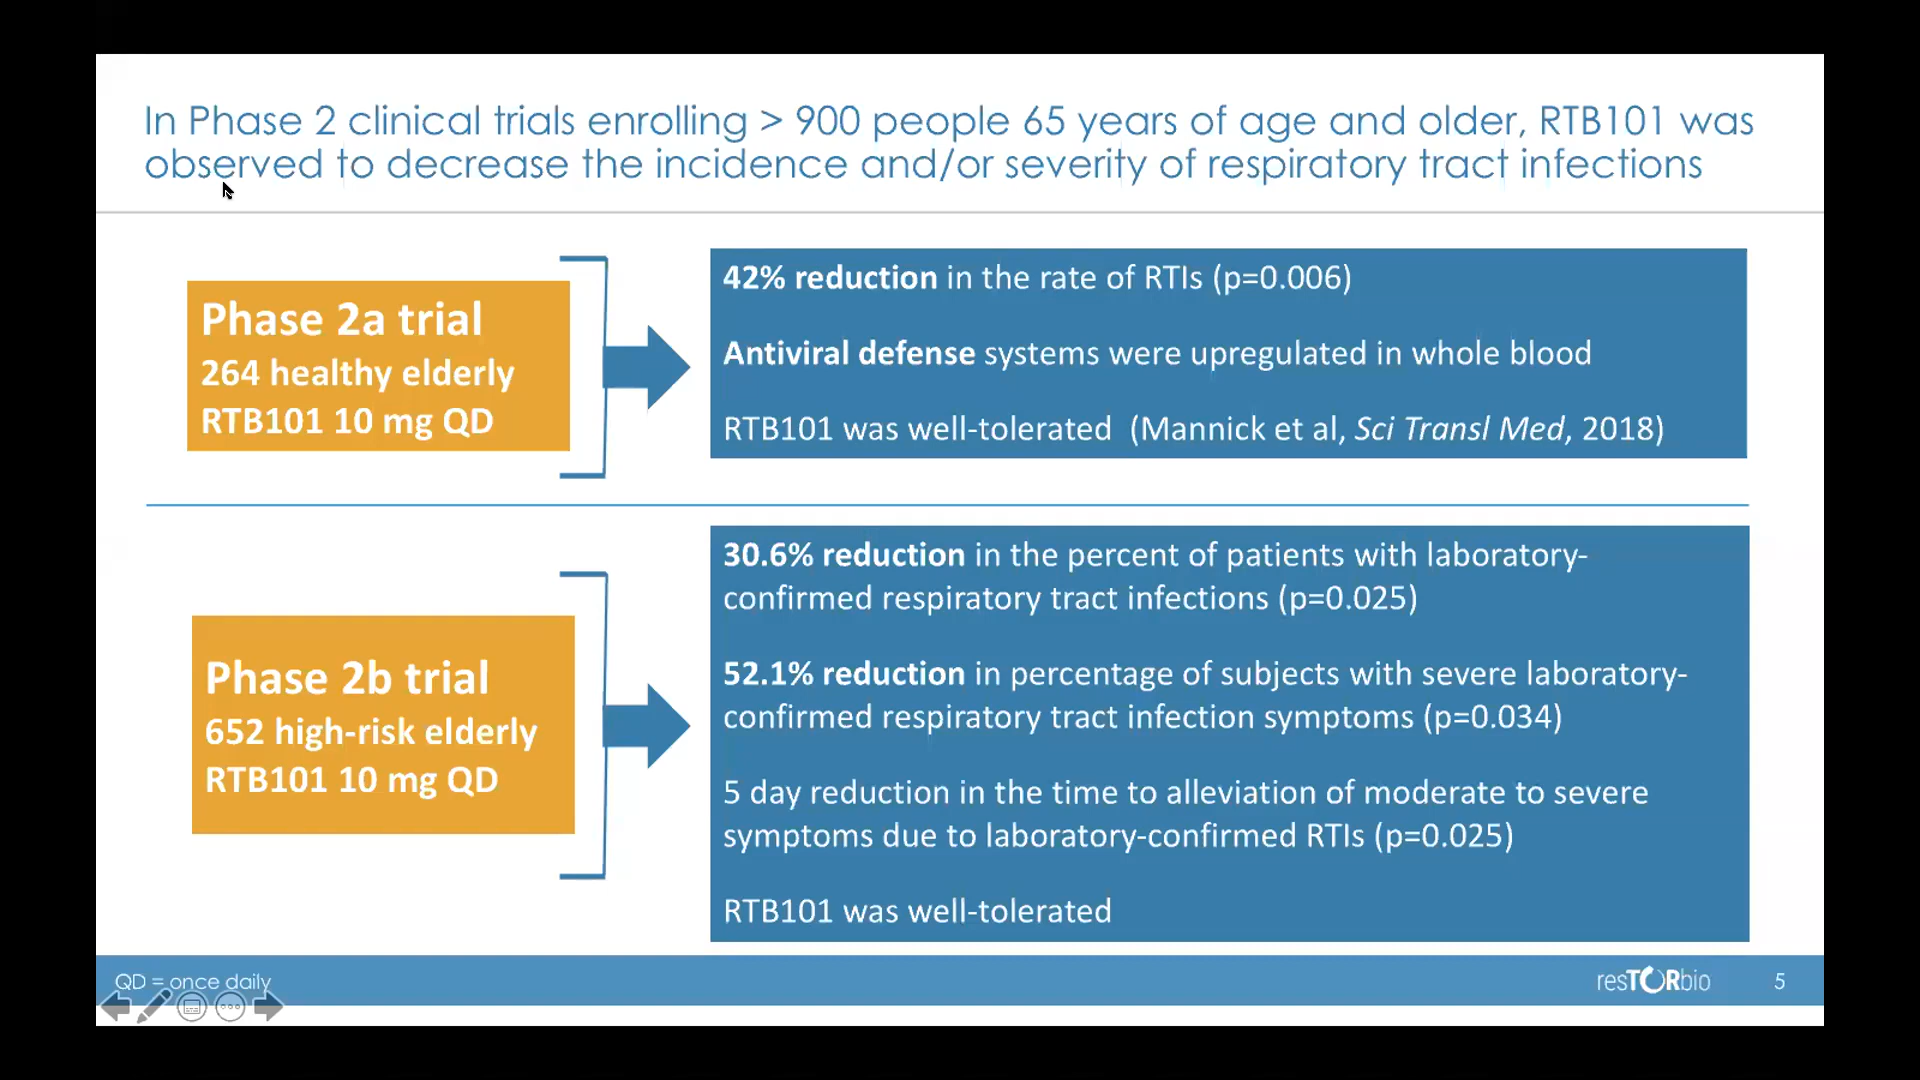 In Phase 2 clinical trials enrolling > 900 people 65 years of age and older, RTB101 was
observed to decrease the incidence and/or severity of respiratory tract infections
Phase 2a trial
264 healthy elderly
RTB101 10 mg QD
42% reduction in the rate of RTIs (p=0.006)
Antiviral defense systems were upregulated in whole blood
RTB101 was well-tolerated  (Mannick et al, Sci Transl Med, 2018)
Phase 2b trial
652 high-risk elderly
RTB101 10 mg QD
30.6% reduction in the percent of patients with laboratory-
confirmed respiratory tract infections (p=0.025)
52.1% reduction in percentage of subjects with severe laboratory-
confirmed respiratory tract infection symptoms (p=0.034)
5 day reduction in the time to alleviation of moderate to severe
symptoms due to laboratory-confirmed RTIs (p=0.025)
RTB101 was well-tolerated
QD = once daily
resTORbio
5